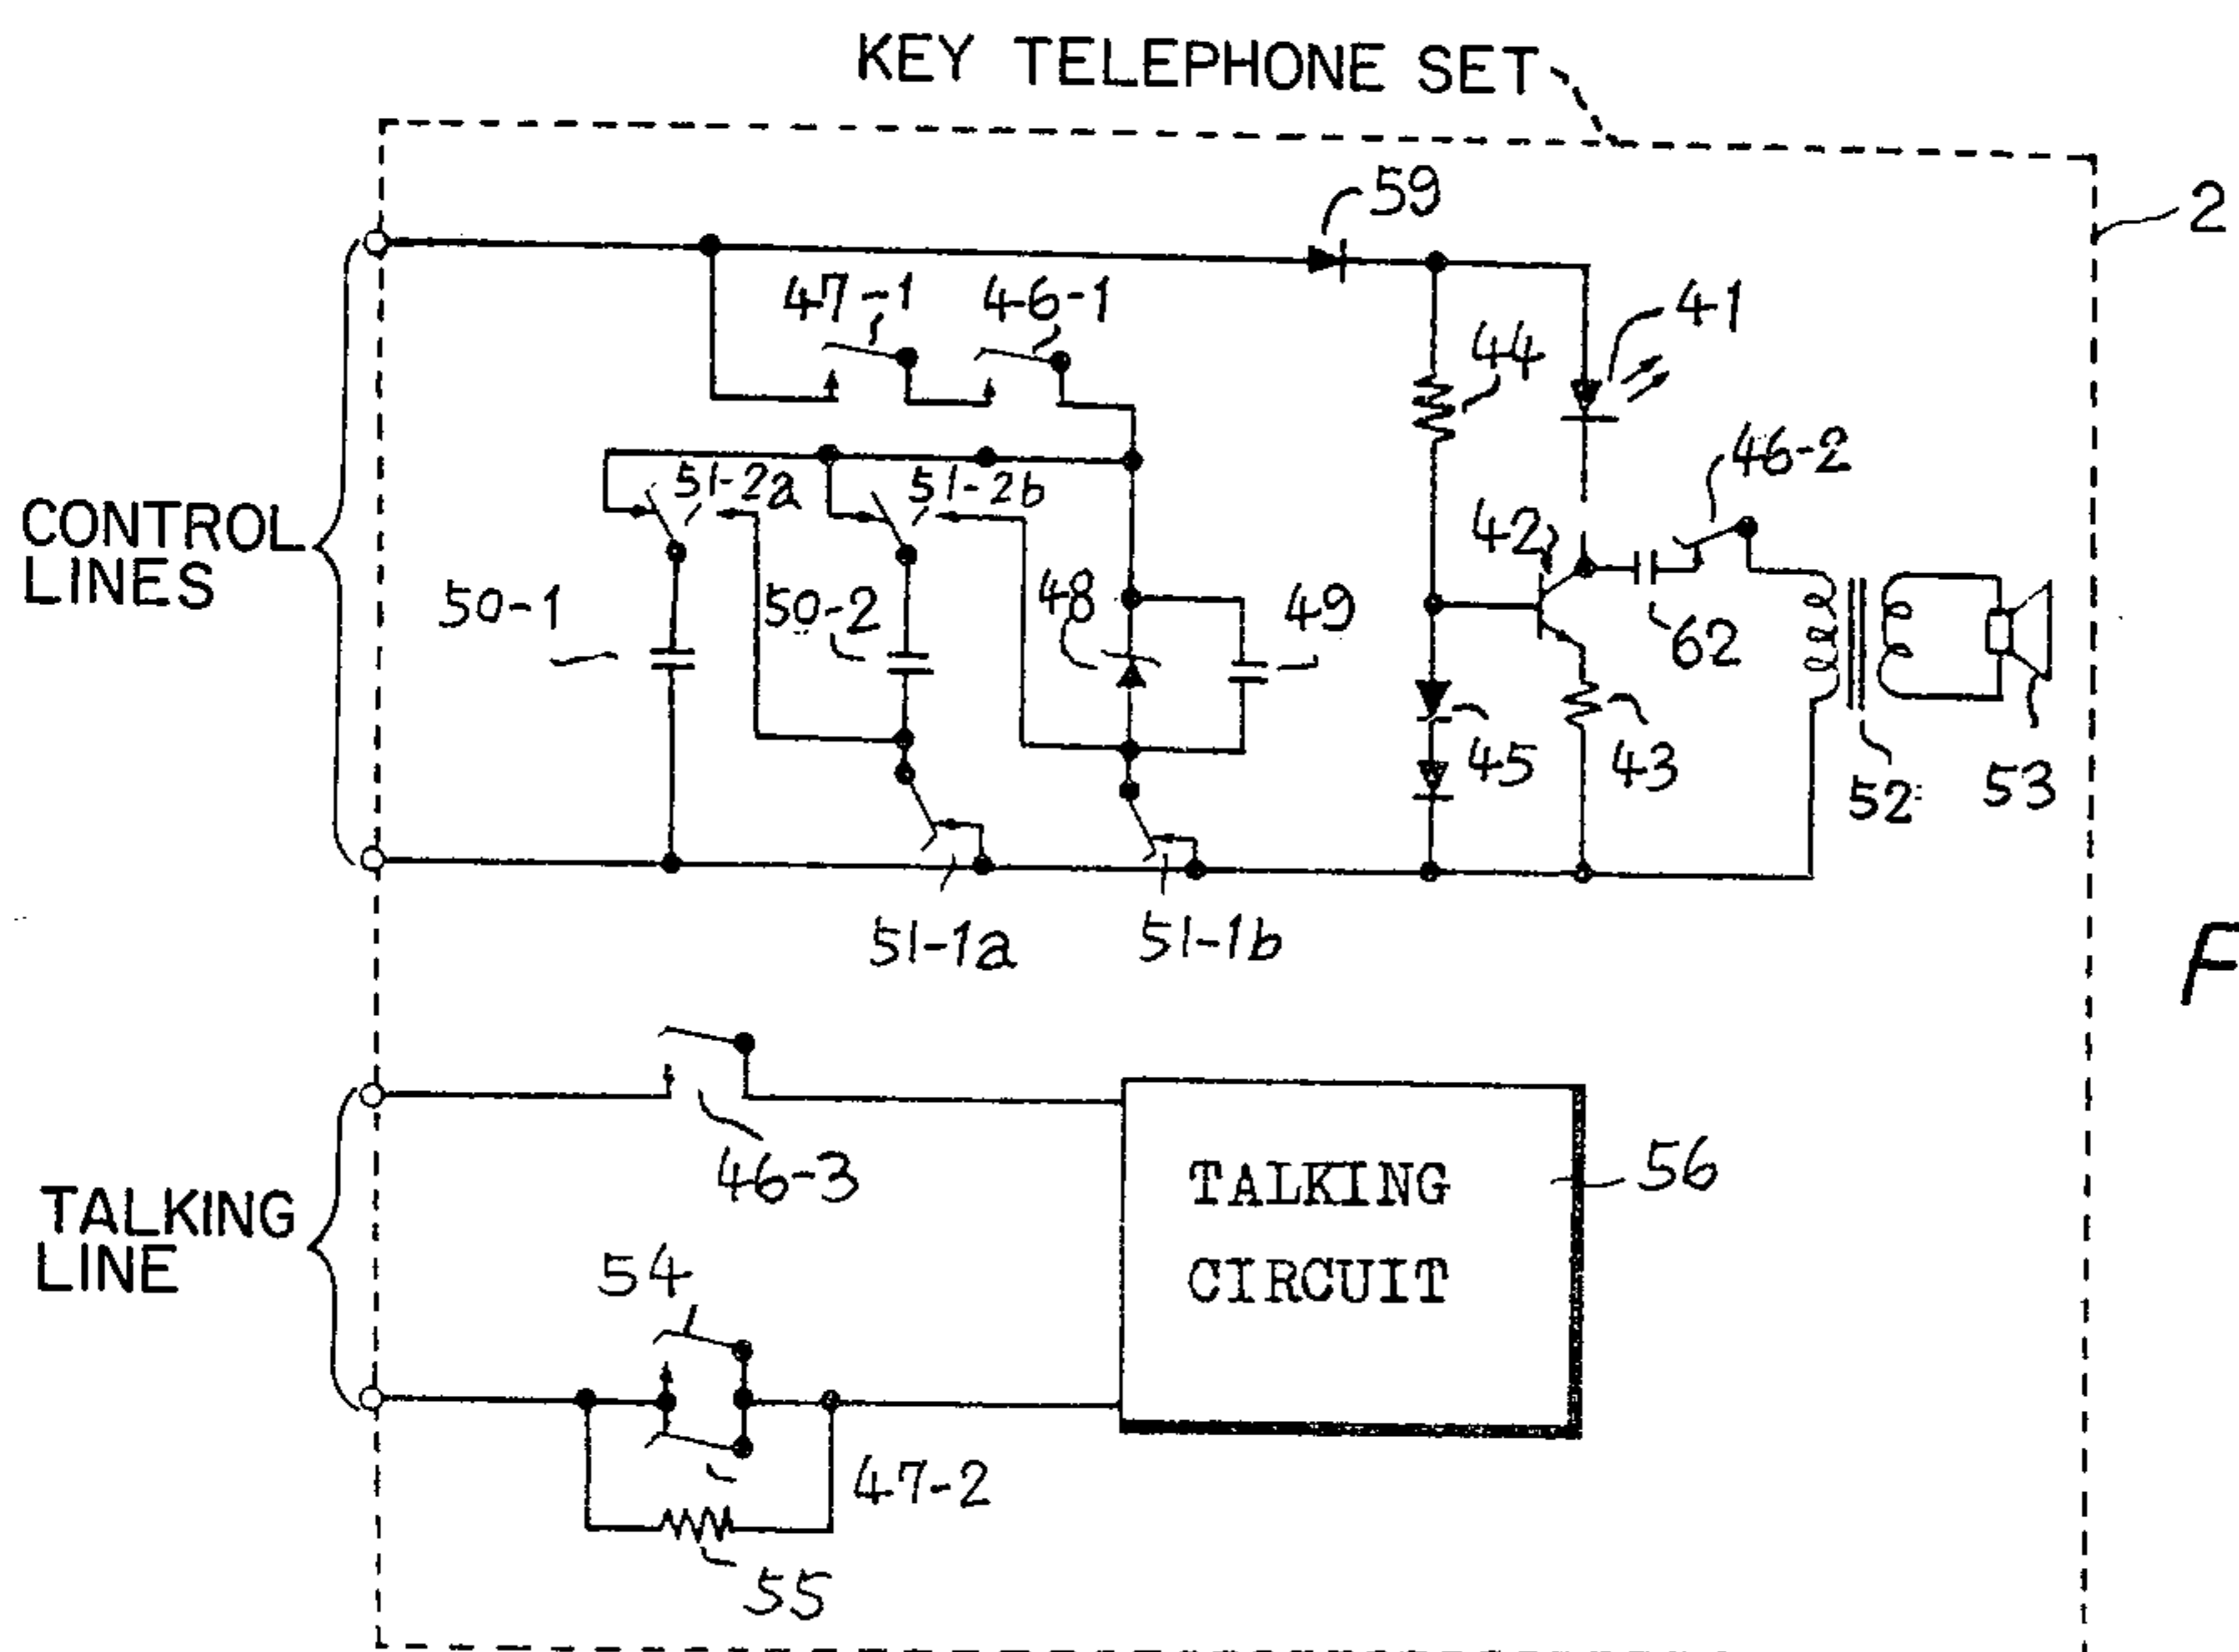 KEY TELEPHONE SET
2
59
47-1
46-1
41
44
51-2a
51-2b
46-2
CONTROL
LINES
42
50-1
50-2
48
49
62
45
43
52
53
51-1a
51-1b
F
46-3
TALKING
CIRCUIT
56
TALKING
LINE
54
47-2
55